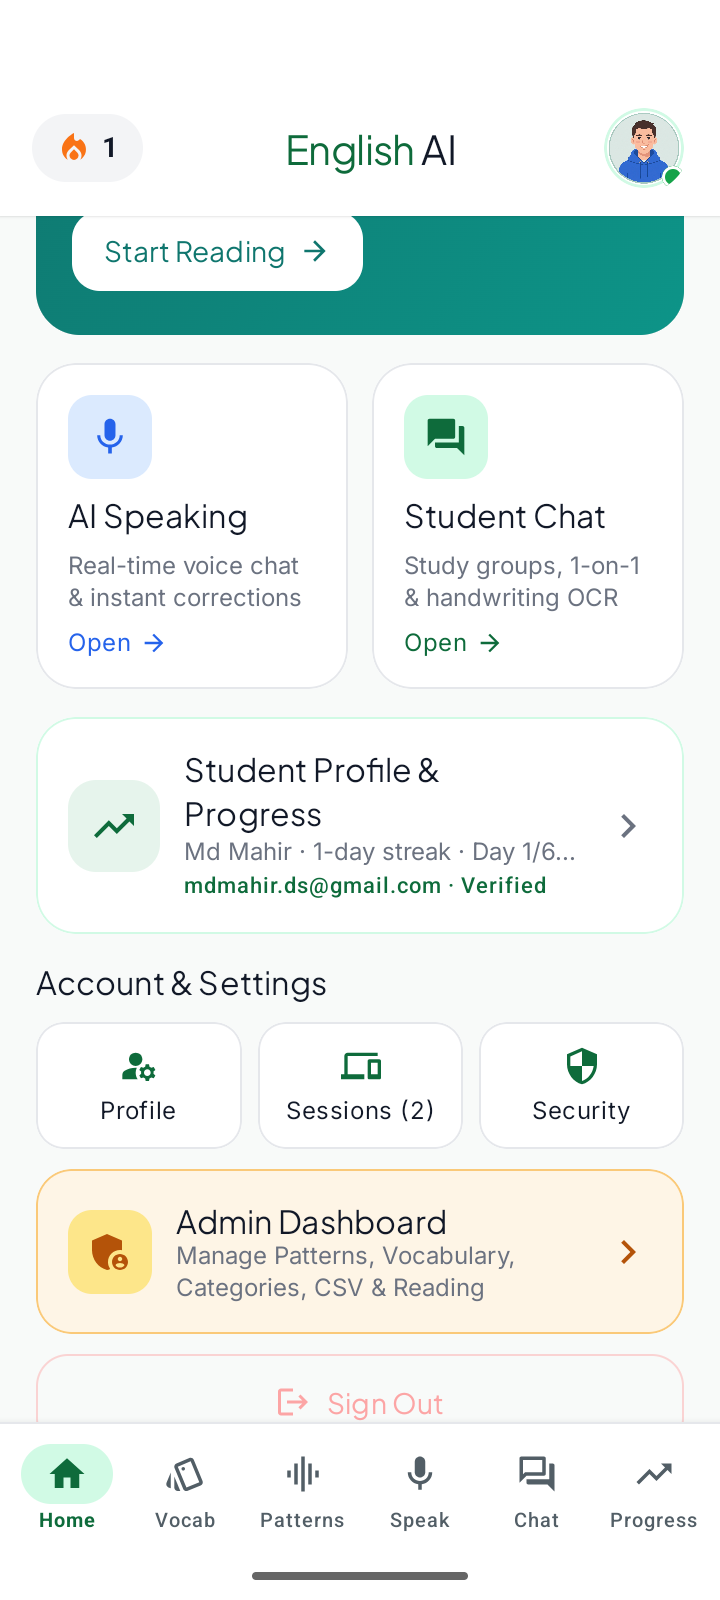 1
English AI
Start Reading
AI Speaking
Real-time voice chat
& instant corrections
Open
Student Chat
Study groups, 1-on-1
& handwriting OCR
Open
Student Profile &
Progress
Md Mahir · 1-day streak · Day 1/6...
mdmahir.ds@gmail.com · Verified
Account & Settings
Profile
Sessions (2)
Security
Admin Dashboard
Manage Patterns, Vocabulary,
Categories, CSV & Reading
Sign Out
Home
Vocab
Patterns
Speak
Chat
Progress